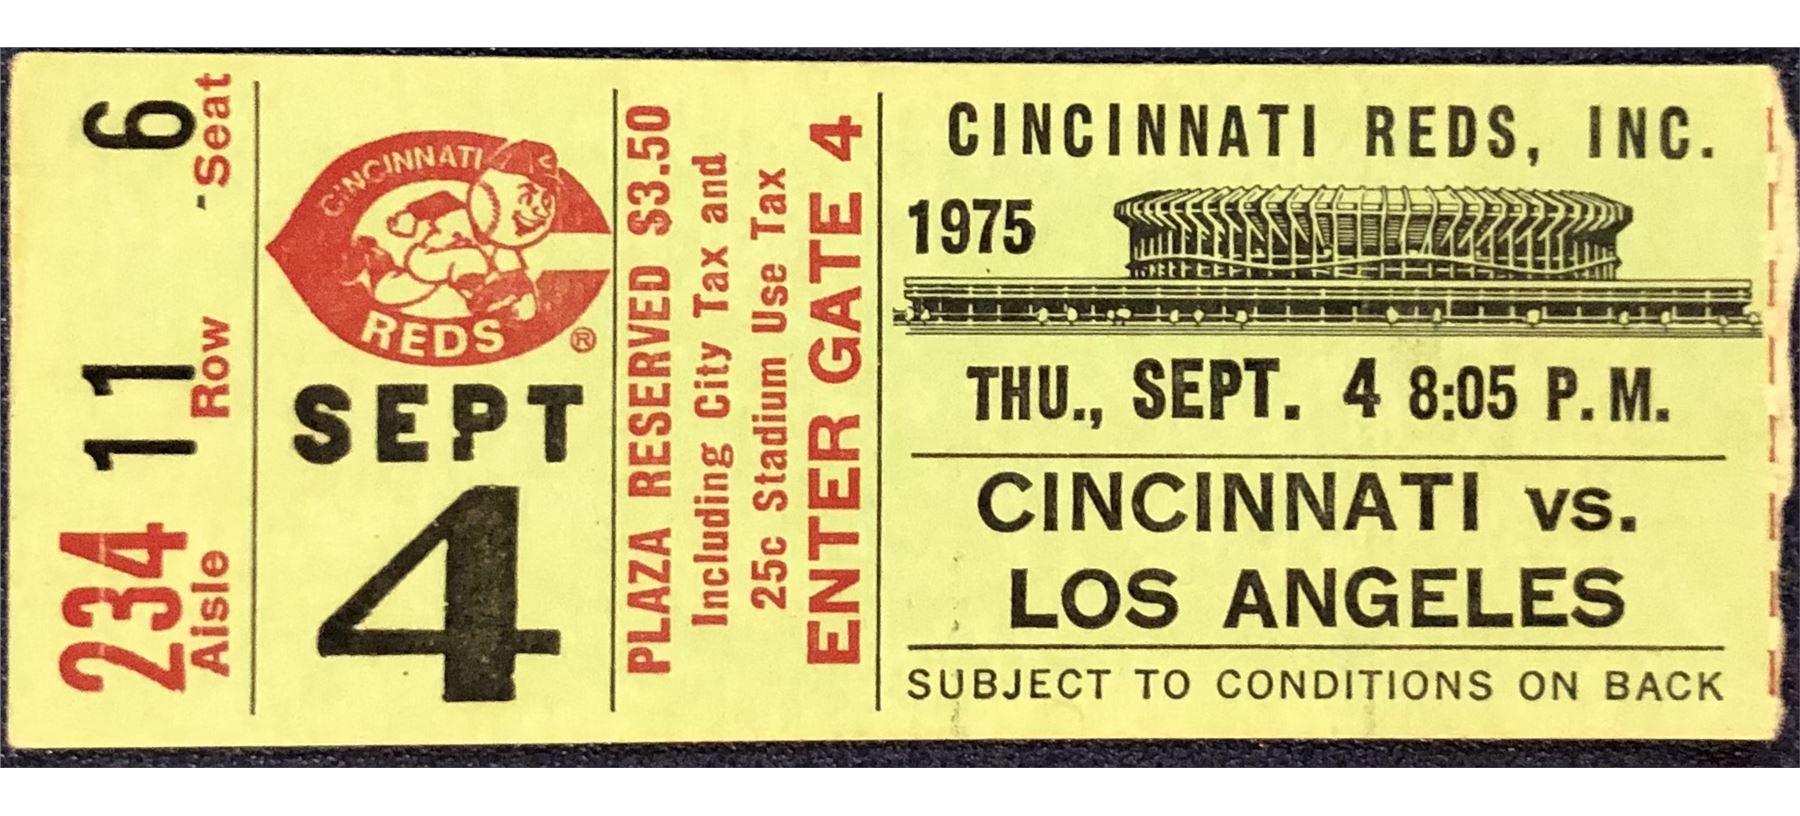 234 11 6
Aisle Row -Seat
CINCINNATI
REDS
®
SEPT
4
PLAZA RESERVED $3.50
Including City Tax and
25c Stadium Use Tax
ENTER GATE 4
CINCINNATI REDS, INC.
1975
THU., SEPT. 4 8:05 P.M.
CINCINNATI vs.
LOS ANGELES
SUBJECT TO CONDITIONS ON BACK